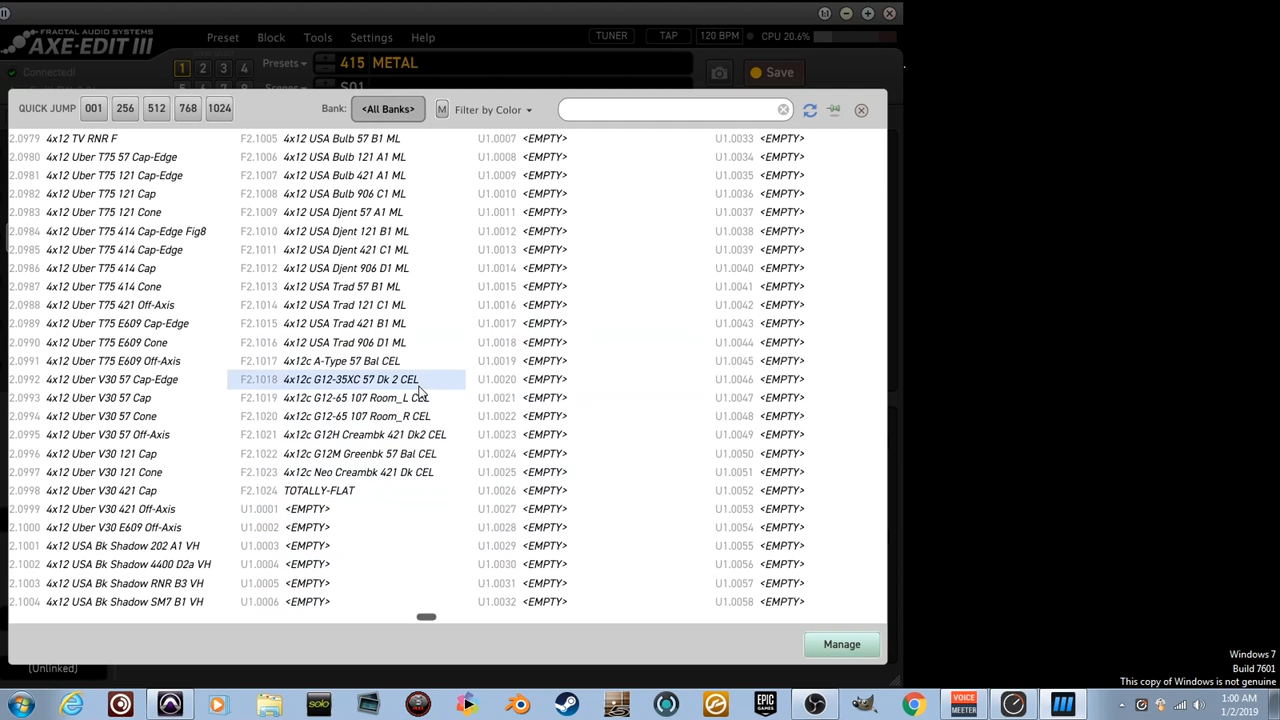 FRACTAL AUDIO SYSTEMS
AXE-EDIT III
Preset Block Tools Settings Help
TUNER TAP 120 BPM CPU 20.6%
Connected!
1 2 3 4 Presets 415 METAL Save
QUICK JUMP 001 256 512 768 1024 Bank: <All Banks> M Filter by Color
2.0979 4x12 TV RNR F
2.0980 4x12 Uber T75 57 Cap-Edge
2.0981 4x12 Uber T75 121 Cap-Edge
2.0982 4x12 Uber T75 121 Cap
2.0983 4x12 Uber T75 121 Cone
2.0984 4x12 Uber T75 414 Cap-Edge Fig8
2.0985 4x12 Uber T75 414 Cap-Edge
2.0986 4x12 Uber T75 414 Cap
2.0987 4x12 Uber T75 414 Cone
2.0988 4x12 Uber T75 421 Off-Axis
2.0989 4x12 Uber T75 E609 Cap-Edge
2.0990 4x12 Uber T75 E609 Cone
2.0991 4x12 Uber T75 E609 Off-Axis
2.0992 4x12 Uber V30 57 Cap-Edge
2.0993 4x12 Uber V30 57 Cap
2.0994 4x12 Uber V30 57 Cone
2.0995 4x12 Uber V30 57 Off-Axis
2.0996 4x12 Uber V30 121 Cap
2.0997 4x12 Uber V30 121 Cone
2.0998 4x12 Uber V30 421 Cap
2.0999 4x12 Uber V30 421 Off-Axis
2.1000 4x12 Uber V30 E609 Off-Axis
2.1001 4x12 USA Bk Shadow 202 A1 VH
2.1002 4x12 USA Bk Shadow 4400 D2a VH
2.1003 4x12 USA Bk Shadow RNR B3 VH
2.1004 4x12 USA Bk Shadow SM7 B1 VH
F2.1005 4x12 USA Bulb 57 B1 ML
F2.1006 4x12 USA Bulb 121 A1 ML
F2.1007 4x12 USA Bulb 421 A1 ML
F2.1008 4x12 USA Bulb 906 C1 ML
F2.1009 4x12 USA Djent 57 A1 ML
F2.1010 4x12 USA Djent 121 B1 ML
F2.1011 4x12 USA Djent 421 C1 ML
F2.1012 4x12 USA Djent 906 D1 ML
F2.1013 4x12 USA Trad 57 B1 ML
F2.1014 4x12 USA Trad 121 C1 ML
F2.1015 4x12 USA Trad 421 B1 ML
F2.1016 4x12 USA Trad 906 D1 ML
F2.1017 4x12c A-Type 57 Bal CEL
F2.1018 4x12c G12-35XC 57 Dk 2 CEL
F2.1019 4x12c G12-65 107 Room_L CEL
F2.1020 4x12c G12-65 107 Room_R CEL
F2.1021 4x12c G12H Creambk 421 Dk2 CEL
F2.1022 4x12c G12M Greenbk 57 Bal CEL
F2.1023 4x12c Neo Creambk 421 Dk CEL
F2.1024 TOTALLY-FLAT
U1.0001 <EMPTY>
U1.0002 <EMPTY>
U1.0003 <EMPTY>
U1.0004 <EMPTY>
U1.0005 <EMPTY>
U1.0006 <EMPTY>
U1.0007 <EMPTY>
U1.0008 <EMPTY>
U1.0009 <EMPTY>
U1.0010 <EMPTY>
U1.0011 <EMPTY>
U1.0012 <EMPTY>
U1.0013 <EMPTY>
U1.0014 <EMPTY>
U1.0015 <EMPTY>
U1.0016 <EMPTY>
U1.0017 <EMPTY>
U1.0018 <EMPTY>
U1.0019 <EMPTY>
U1.0020 <EMPTY>
U1.0021 <EMPTY>
U1.0022 <EMPTY>
U1.0023 <EMPTY>
U1.0024 <EMPTY>
U1.0025 <EMPTY>
U1.0026 <EMPTY>
U1.0027 <EMPTY>
U1.0028 <EMPTY>
U1.0029 <EMPTY>
U1.0030 <EMPTY>
U1.0031 <EMPTY>
U1.0032 <EMPTY>
U1.0033 <EMPTY>
U1.0034 <EMPTY>
U1.0035 <EMPTY>
U1.0036 <EMPTY>
U1.0037 <EMPTY>
U1.0038 <EMPTY>
U1.0039 <EMPTY>
U1.0040 <EMPTY>
U1.0041 <EMPTY>
U1.0042 <EMPTY>
U1.0043 <EMPTY>
U1.0044 <EMPTY>
U1.0045 <EMPTY>
U1.0046 <EMPTY>
U1.0047 <EMPTY>
U1.0048 <EMPTY>
U1.0049 <EMPTY>
U1.0050 <EMPTY>
U1.0051 <EMPTY>
U1.0052 <EMPTY>
U1.0053 <EMPTY>
U1.0054 <EMPTY>
U1.0055 <EMPTY>
U1.0056 <EMPTY>
U1.0057 <EMPTY>
U1.0058 <EMPTY>
Manage
(Unlinked)
Windows 7
Build 7601
This copy of Windows is not genuine
solo
EPIC GAMES
VOICE MEETER
1:00 AM
1/2/2019